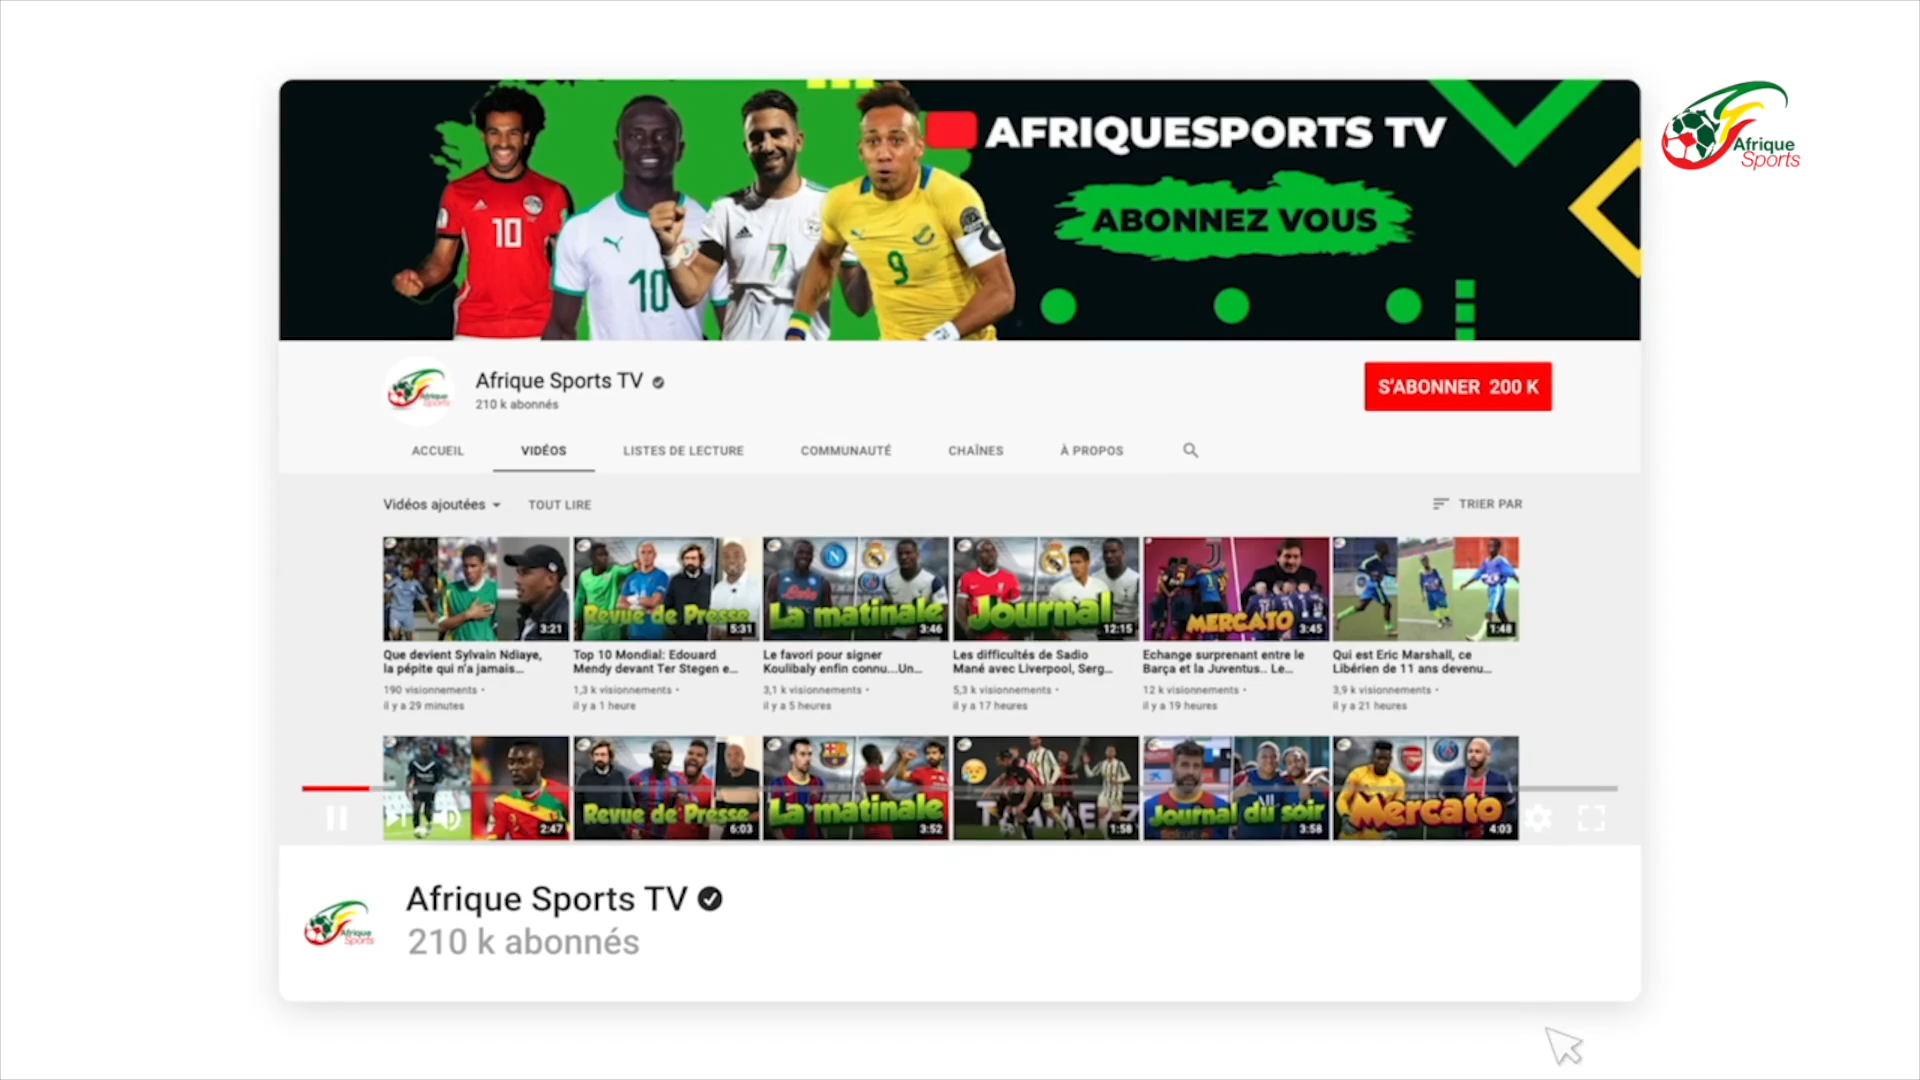 AFRIQUESPORTS TV
ABONNEZ VOUS
10
10
7
9
Afrique
Sports
Afrique Sports TV
210 k abonnés
S'ABONNER 200 K
ACCUEIL
VIDÉOS
LISTES DE LECTURE
COMMUNAUTÉ
CHAÎNES
À PROPOS
Vidéos ajoutées
TOUT LIRE
TRIER PAR
3:21
Revue de Presse
5:31
La matinale
3:46
Journal
12:15
MERCATO
3:45
1:48
Que devient Sylvain Ndiaye,
la pépite qui n'a jamais...
190 visionnements •
il y a 29 minutes
Top 10 Mondial: Edouard
Mendy devant Ter Stegen e...
1,3 k visionnements •
il y a 1 heure
Le favori pour signer
Koulibaly enfin connu...Un...
3,1 k visionnements •
il y a 5 heures
Les difficultés de Sadio
Mané avec Liverpool, Serg...
5,3 k visionnements •
il y a 17 heures
Echange surprenant entre le
Barça et la Juventus.. Le...
12 k visionnements •
il y a 19 heures
Qui est Eric Marshall, ce
Libérien de 11 ans devenu...
3,9 k visionnements •
il y a 21 heures
2:47
Revue de Presse
6:03
La matinale
3:52
1:58
Journal du soir
3:58
Mercato
4:03
Afrique Sports TV
210 k abonnés
Afrique
Sports